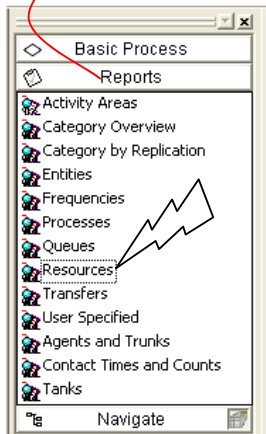 Basic Process
Reports
Activity Areas
Category Overview
Category by Replication
Entities
Frequencies
Processes
Queues
Resources
Transfers
User Specified
Agents and Trunks
Contact Times and Counts
Tanks
Navigate